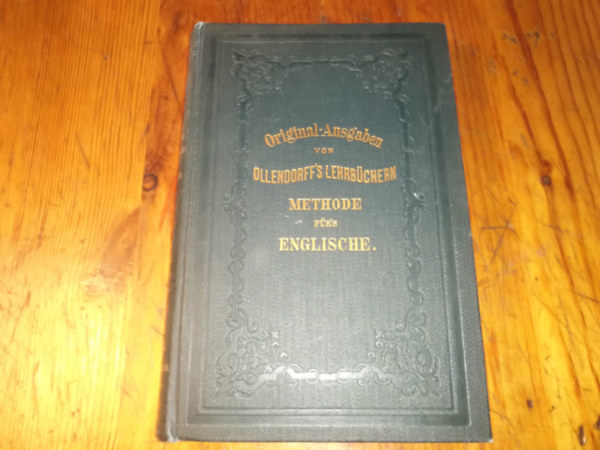 Original-Ausgaben
VON
OLLENDORFF'S LEHRBÜCHERN
METHODE
FÜR'S
ENGLISCHE.